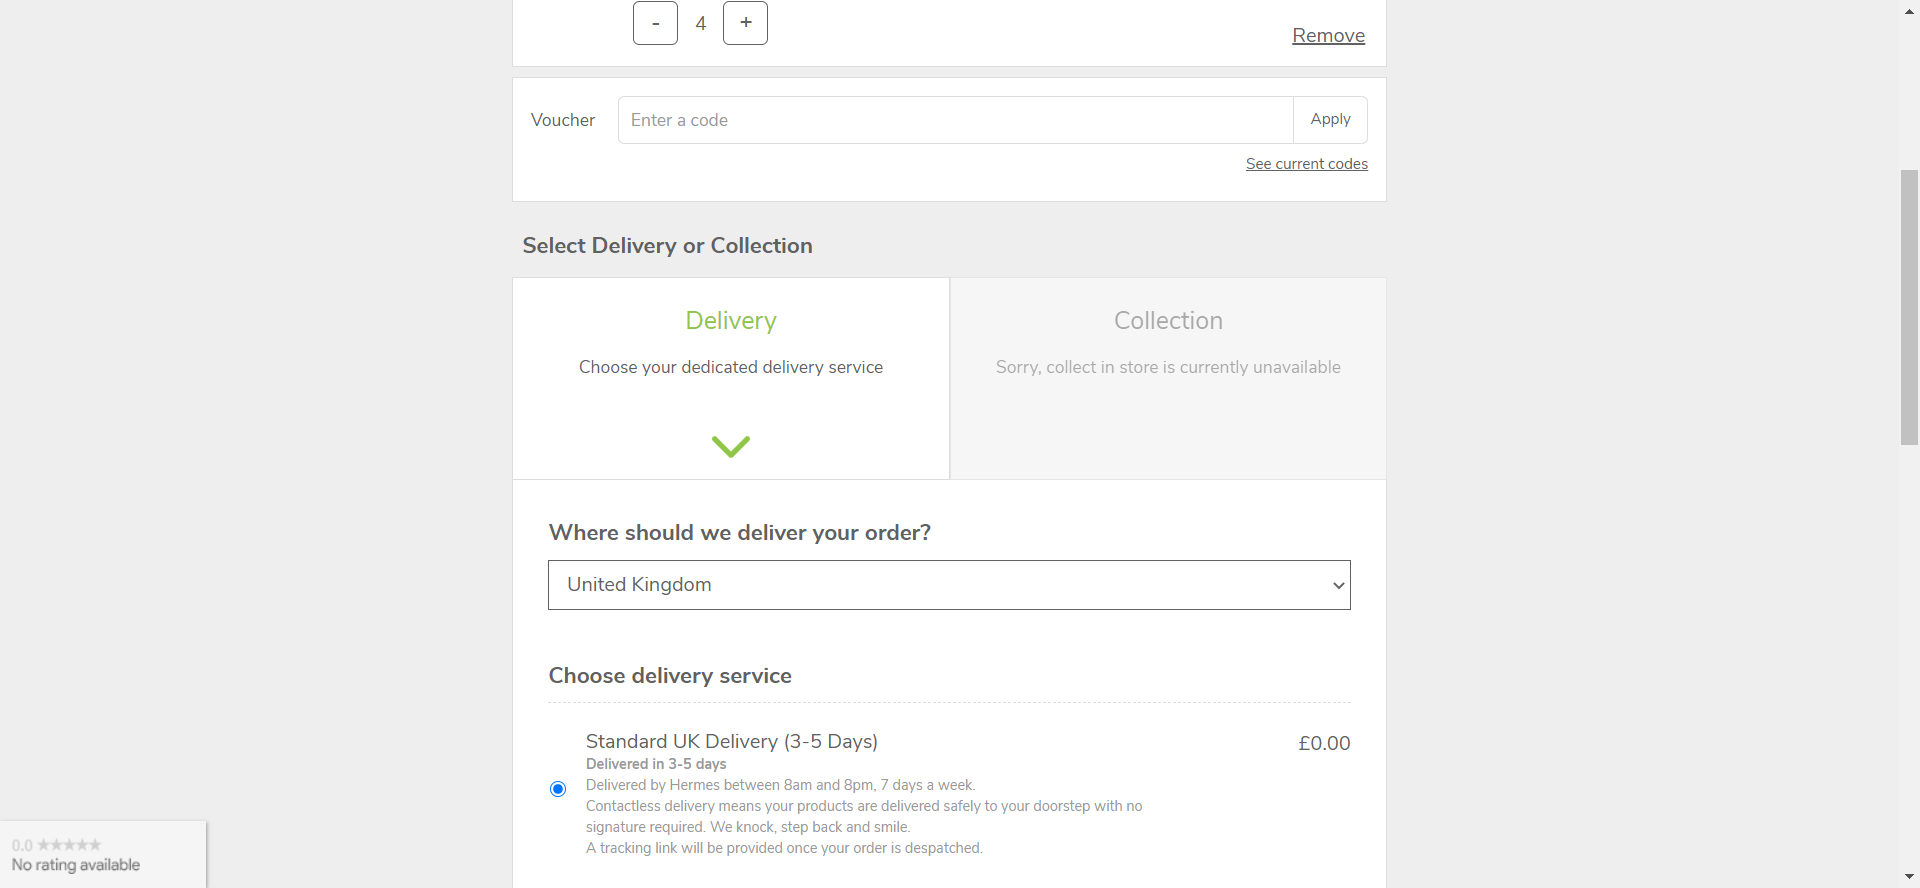 - 4 +
Remove
Voucher Enter a code Apply
See current codes
Select Delivery or Collection
Delivery
Choose your dedicated delivery service
Collection
Sorry, collect in store is currently unavailable
Where should we deliver your order?
United Kingdom
Choose delivery service
Standard UK Delivery (3-5 Days) £0.00
Delivered in 3-5 days
Delivered by Hermes between 8am and 8pm, 7 days a week.
Contactless delivery means your products are delivered safely to your doorstep with no
signature required. We knock, step back and smile.
A tracking link will be provided once your order is despatched.
0.0 ★★★★★
No rating available